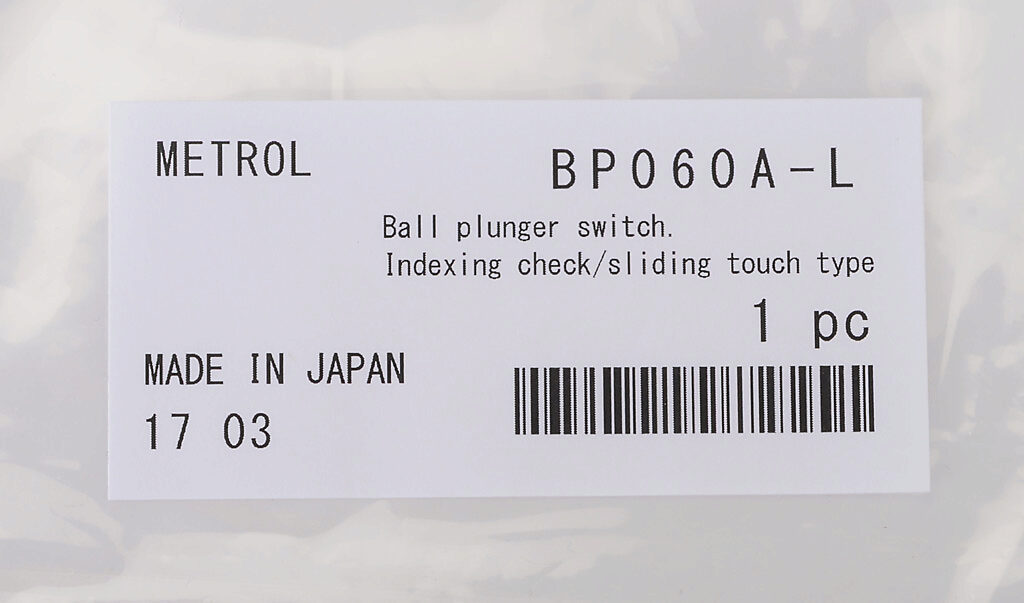 METROL
BP060A-L
Ball plunger switch.
Indexing check/sliding touch type
1 pc
MADE IN JAPAN
17 03